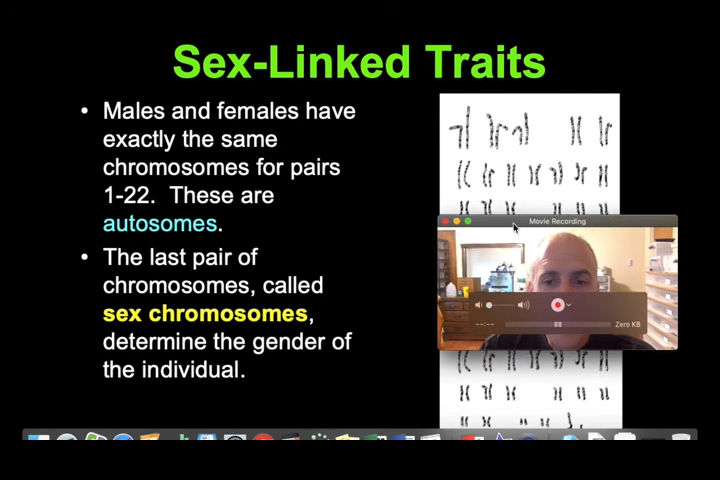 Sex-Linked Traits
• Males and females have
exactly the same
chromosomes for pairs
1-22. These are
autosomes.
• The last pair of
chromosomes, called
sex chromosomes,
determine the gender of
the individual.
Movie Recording
--:--
Zero KB